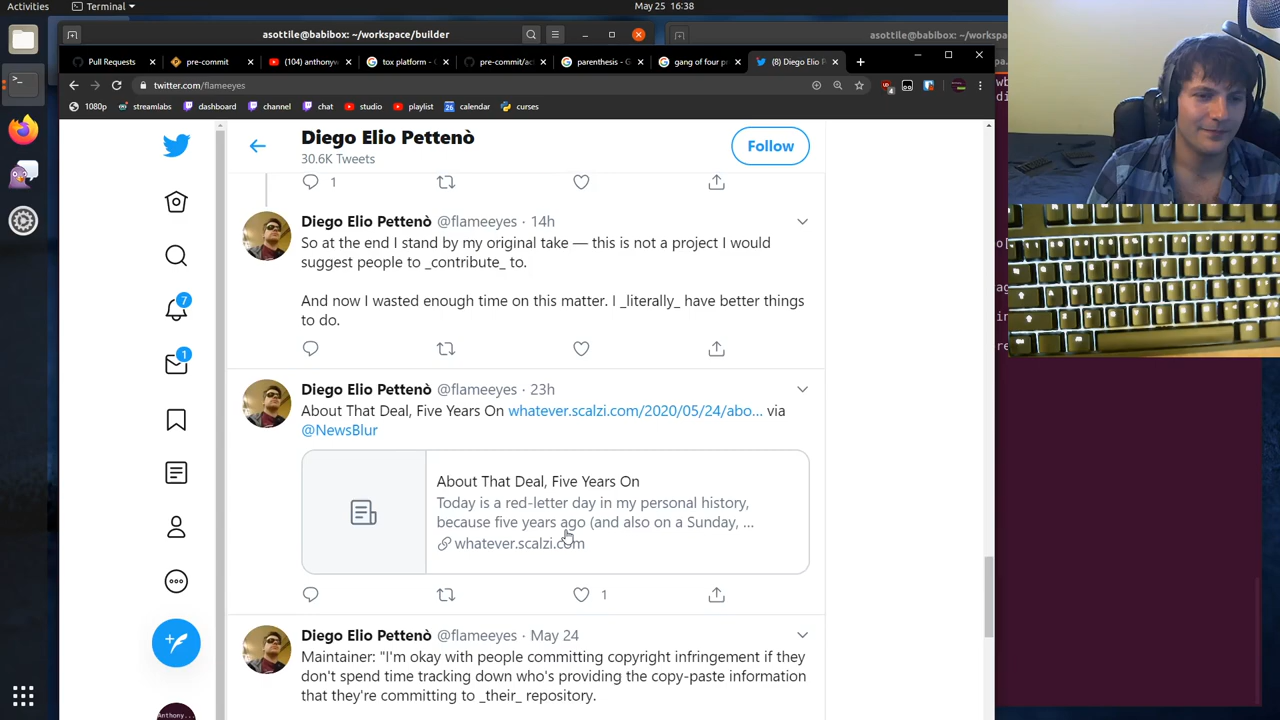 Activities
Terminal
May 25 16:38
asottile@babibox: ~/workspace/builder
asottile@babibox: ~/workspace
Pull Requests
pre-commit
(104) anthonyw
tox platform - G
pre-commit/act
parenthesis - G
gang of four p
(8) Diego Elio P
twitter.com/flameeyes
1080p
streamlabs
dashboard
channel
chat
studio
playlist
calendar
curses
Diego Elio Pettenò
30.6K Tweets
Follow
1
Diego Elio Pettenò @flameeyes · 14h
So at the end I stand by my original take — this is not a project I would
suggest people to _contribute_ to.
And now I wasted enough time on this matter. I _literally_ have better things
to do.
7
1
Diego Elio Pettenò @flameeyes · 23h
About That Deal, Five Years On whatever.scalzi.com/2020/05/24/abo... via
@NewsBlur
About That Deal, Five Years On
Today is a red-letter day in my personal history,
because five years ago (and also on a Sunday, ...
whatever.scalzi.com
1
Diego Elio Pettenò @flameeyes · May 24
Maintainer: "I'm okay with people committing copyright infringement if they
don't spend time tracking down who's providing the copy-paste information
that they're committing to _their_ repository.
Anthony...